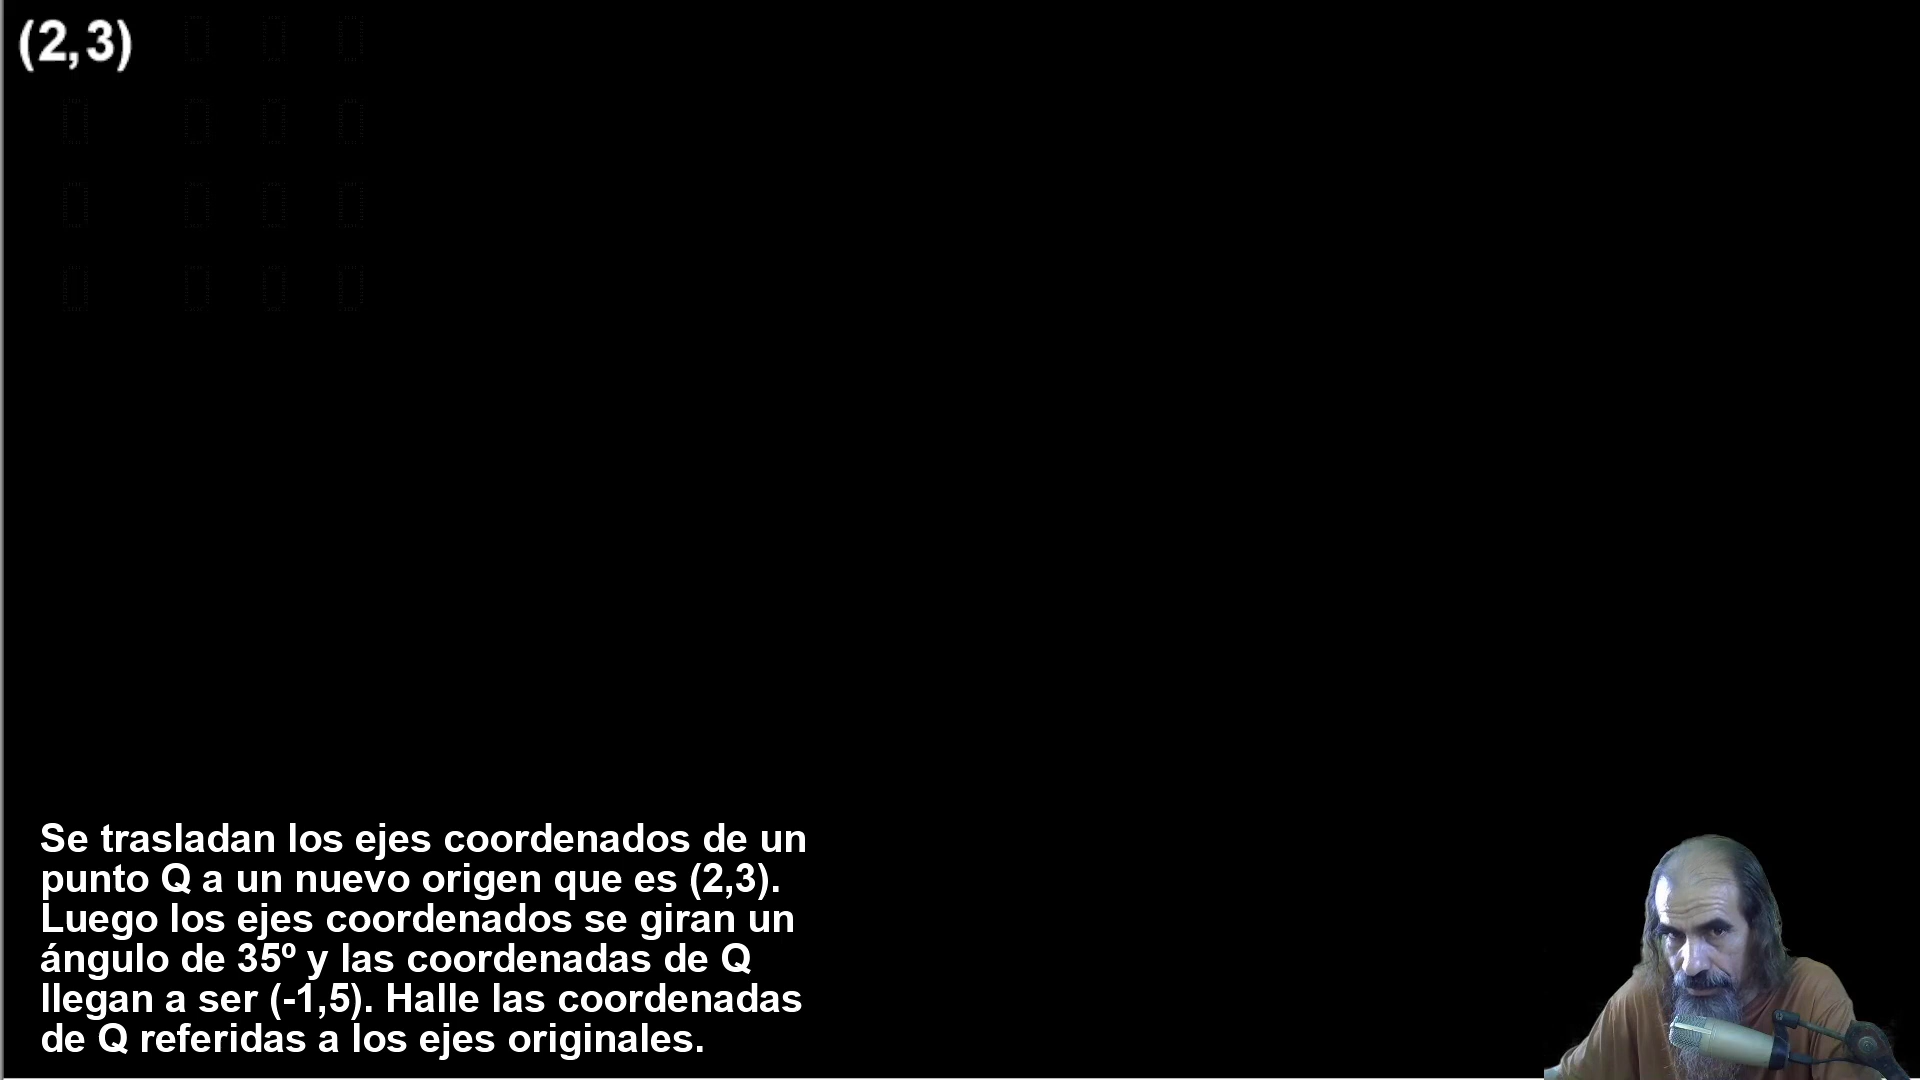 (2,3)
Se trasladan los ejes coordenados de un
punto Q a un nuevo origen que es (2,3).
Luego los ejes coordenados se giran un
ángulo de 35º y las coordenadas de Q
llegan a ser (-1,5). Halle las coordenadas
de Q referidas a los ejes originales.